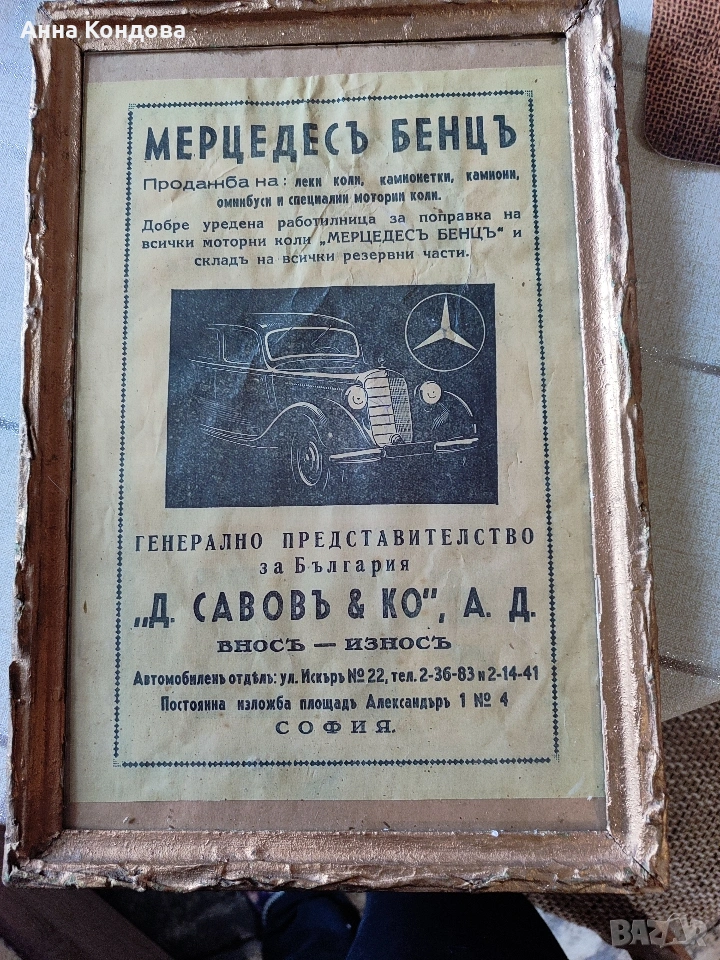 Анна Кондова
МЕРЦЕДЕСЪ БЕНЦЪ
Продажба на: леки коли, камионетки, камиони,
омнибуси и специални моторни коли.
Добре уредена работилница за поправка на
всички моторни коли „МЕРЦЕДЕСЪ БЕНЦЪ“ и
складъ на всички резервни части.
ГЕНЕРАЛНО ПРЕДСТАВИТЕЛСТВО
за България
„Д. САВОВЪ & КО", А. Д.
ВНОСЪ — ИЗНОСЪ
Автомобиленъ отдѣлъ: ул. Искъръ № 22, тел. 2-36-83 и 2-14-41
Постоянна изложба площадъ Александъръ 1 № 4
СОФИЯ.
BAZAR